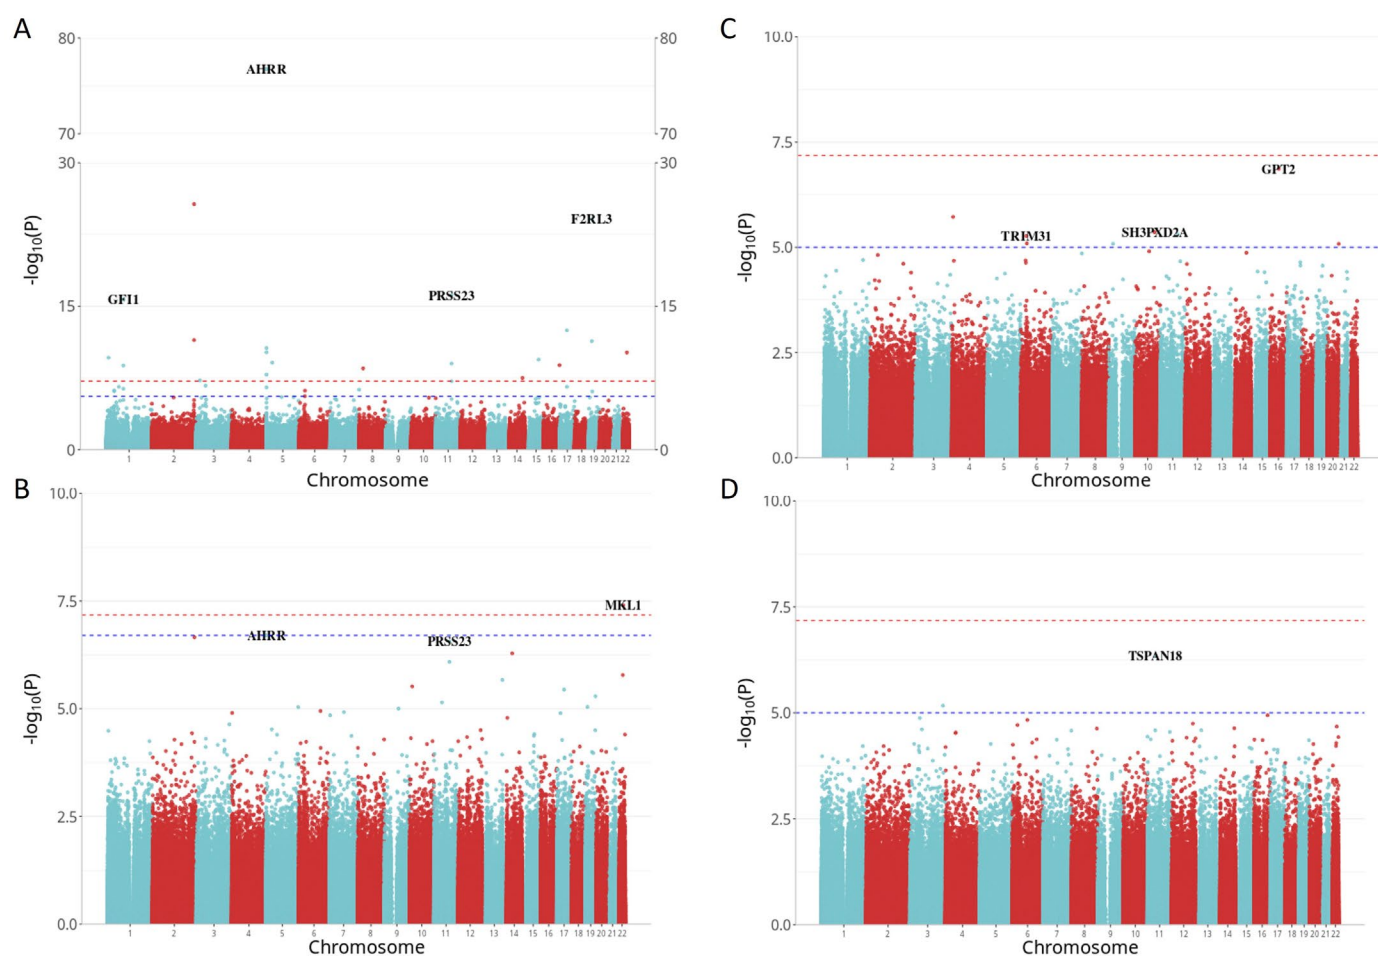 A
80
80
AHRR
70
70
30
30
-log10(P)
F2RL3
GFI1
PRSS23
15
15
0
0
1 2 3 4 5 6 7 8 9 10 11 12 13 14 15 16 17 18 19 20 21 22
Chromosome
B
10.0
7.5
MKL1
AHRR
PRSS23
-log10(P)
5.0
2.5
0.0
1 2 3 4 5 6 7 8 9 10 11 12 13 14 15 16 17 18 19 20 21 22
Chromosome
C
10.0
7.5
GPT2
-log10(P)
TRIM31
SH3PXD2A
5.0
2.5
0.0
1 2 3 4 5 6 7 8 9 10 11 12 13 14 15 16 17 18 19 20 21 22
Chromosome
D
10.0
7.5
TSPAN18
-log10(P)
5.0
2.5
0.0
1 2 3 4 5 6 7 8 9 10 11 12 13 14 15 16 17 18 19 20 21 22
Chromosome